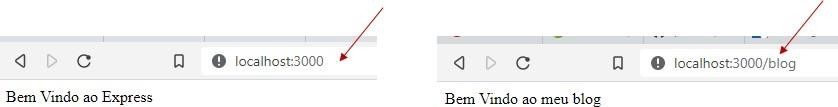 localhost:3000
Bem Vindo ao Express
localhost:3000/blog
Bem Vindo ao meu blog